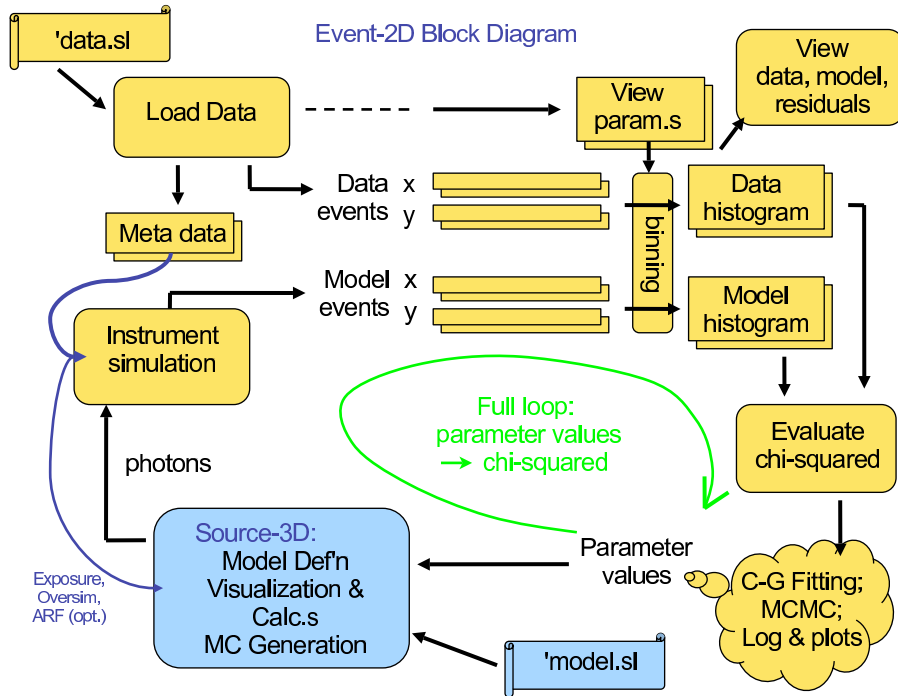 'data.sl
Event-2D Block Diagram
View
data, model,
residuals
Load Data
View
param.s
Data
events
x
y
binning
Data
histogram
Meta data
Model
events
x
y
Model
histogram
Instrument
simulation
Full loop:
parameter values
→ chi-squared
Evaluate
chi-squared
photons
Source-3D:
Model Def'n
Visualization &
Calc.s
MC Generation
Parameter
values
C-G Fitting;
MCMC;
Log & plots
Exposure,
Oversim,
ARF (opt.)
'model.sl